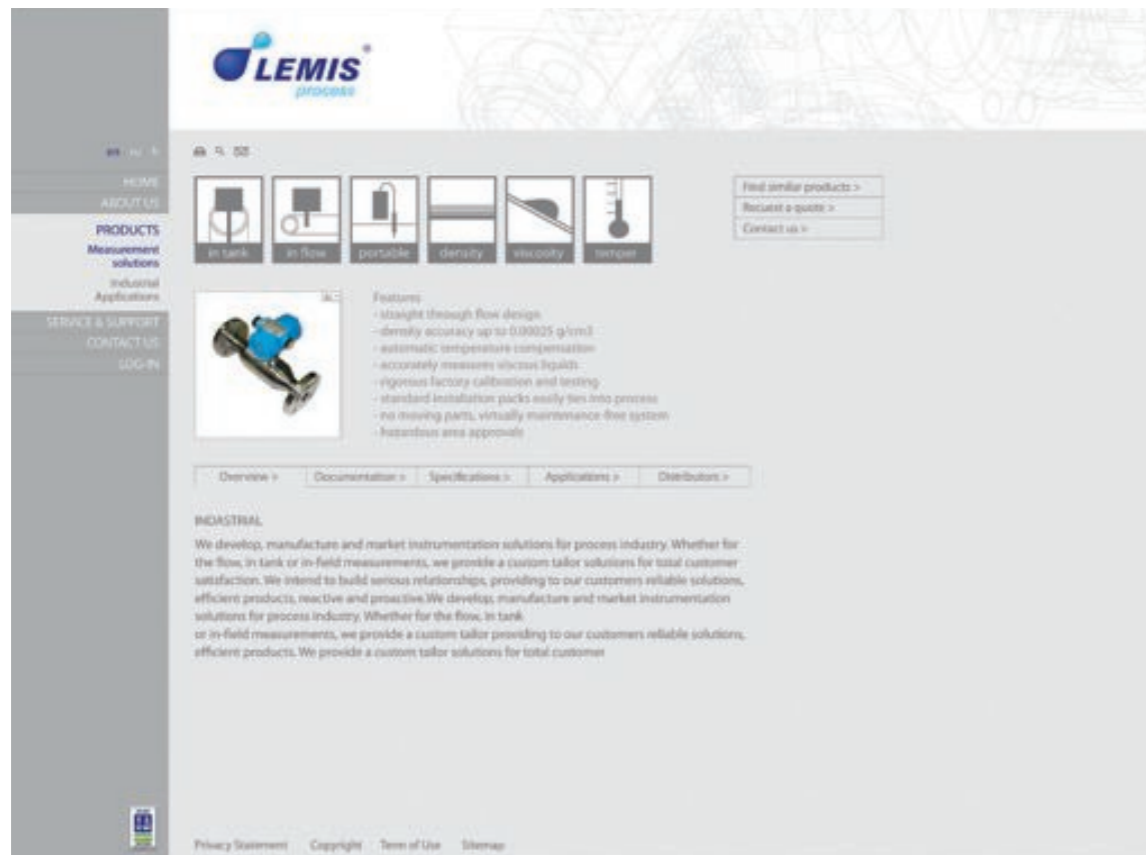 LEMIS®
process
en ru fr
HOME
ABOUT US
PRODUCTS
Measurement
solutions
Industrial
Applications
SERVICE & SUPPORT
CONTACT US
LOG-IN
in tank
in flow
portable
density
viscosity
temper
Find similar products >
Request a quote >
Contact us >
Features
- straight through flow design
- density accuracy up to 0.00025 g/cm3
- automatic temperature compensation
- accurately measures viscous liquids
- rigorous factory calibration and testing
- standard installation packs easily ties into process
- no moving parts, virtually maintenance free system
- hazardous area approvals
Overview > Documentation > Specifications > Applications > Distributors >
INDASTRIAL
We develop, manufacture and market instrumentation solutions for process industry. Whether for
the flow, in tank or in-field measurements, we provide a custom tailor solutions for total customer
satisfaction. We intend to build serious relationships, providing to our customers reliable solutions,
efficient products, reactive and proactive.We develop, manufacture and market instrumentation
solutions for process industry. Whether for the flow, in tank
or in-field measurements, we provide a custom tailor providing to our customers reliable solutions,
efficient products. We provide a custom tailor solutions for total customer
Privacy Statement Copyright Term of Use Sitemap